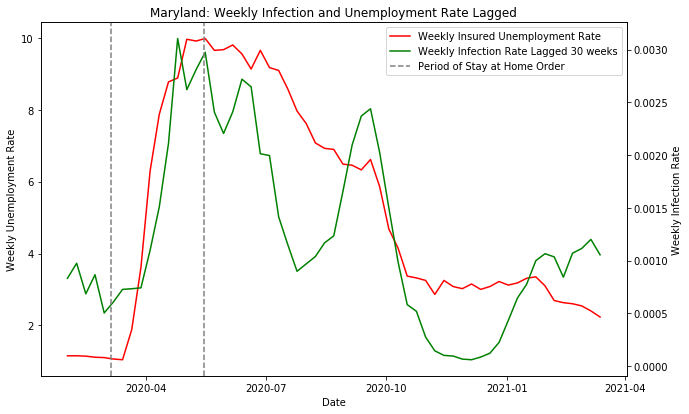 Maryland: Weekly Infection and Unemployment Rate Lagged
Weekly Insured Unemployment Rate
Weekly Infection Rate Lagged 30 weeks
Period of Stay at Home Order
Weekly Unemployment Rate
10
8
6
4
2
0.0030
0.0025
0.0020
0.0015
0.0010
0.0005
0.0000
Weekly Infection Rate
2020-04
2020-07
2020-10
2021-01
2021-04
Date